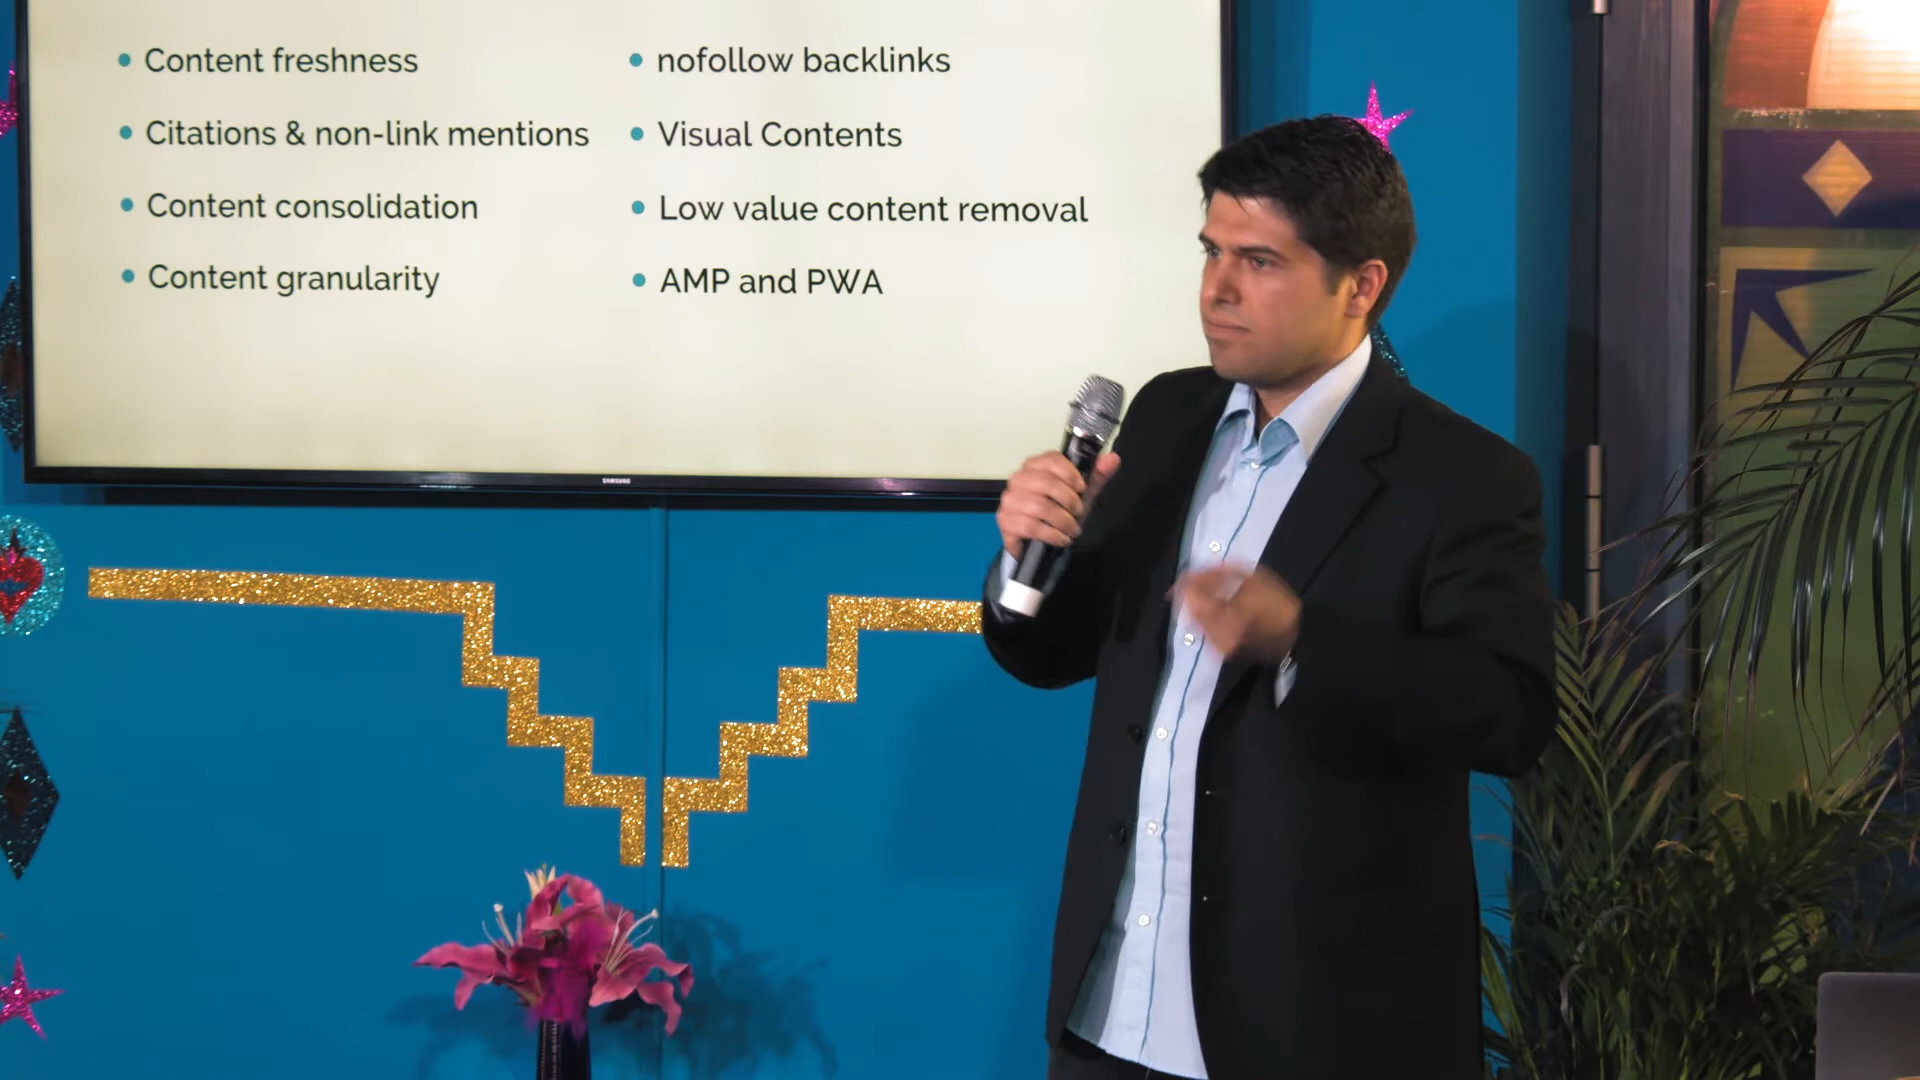 Content freshness
Citations & non-link mentions
Content consolidation
Content granularity
nofollow backlinks
Visual Contents
Low value content removal
AMP and PWA
SAMSUNG